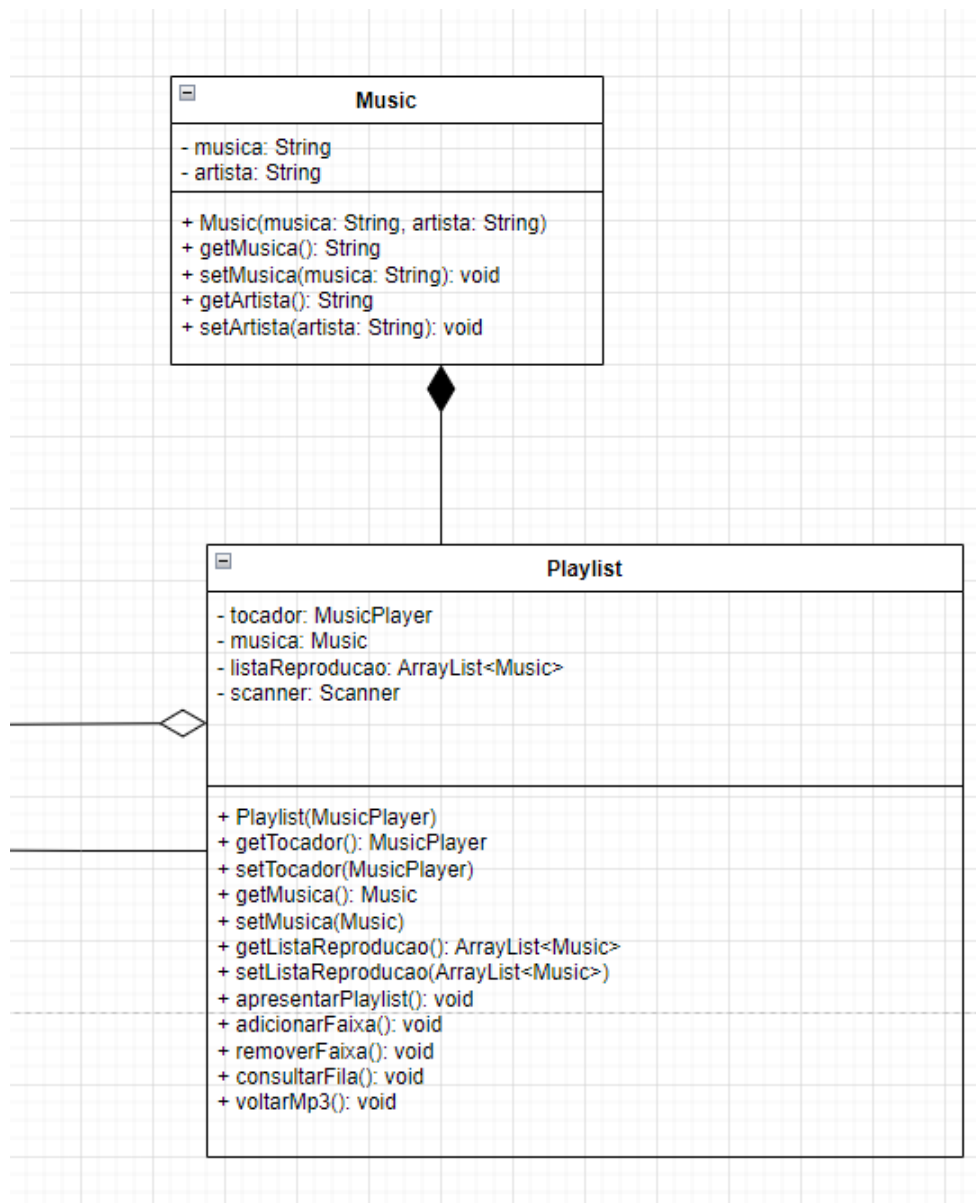 Music
- musica: String
- artista: String
+ Music(musica: String, artista: String)
+ getMusica(): String
+ setMusica(musica: String): void
+ getArtista(): String
+ setArtista(artista: String): void
Playlist
- tocador: MusicPlayer
- musica: Music
- listaReproducao: ArrayList<Music>
- scanner: Scanner
+ Playlist(MusicPlayer)
+ getTocador(): MusicPlayer
+ setTocador(MusicPlayer)
+ getMusica(): Music
+ setMusica(Music)
+ getListaReproducao(): ArrayList<Music>
+ setListaReproducao(ArrayList<Music>)
+ apresentarPlaylist(): void
+ adicionarFaixa(): void
+ removerFaixa(): void
+ consultarFila(): void
+ voltarMp3(): void